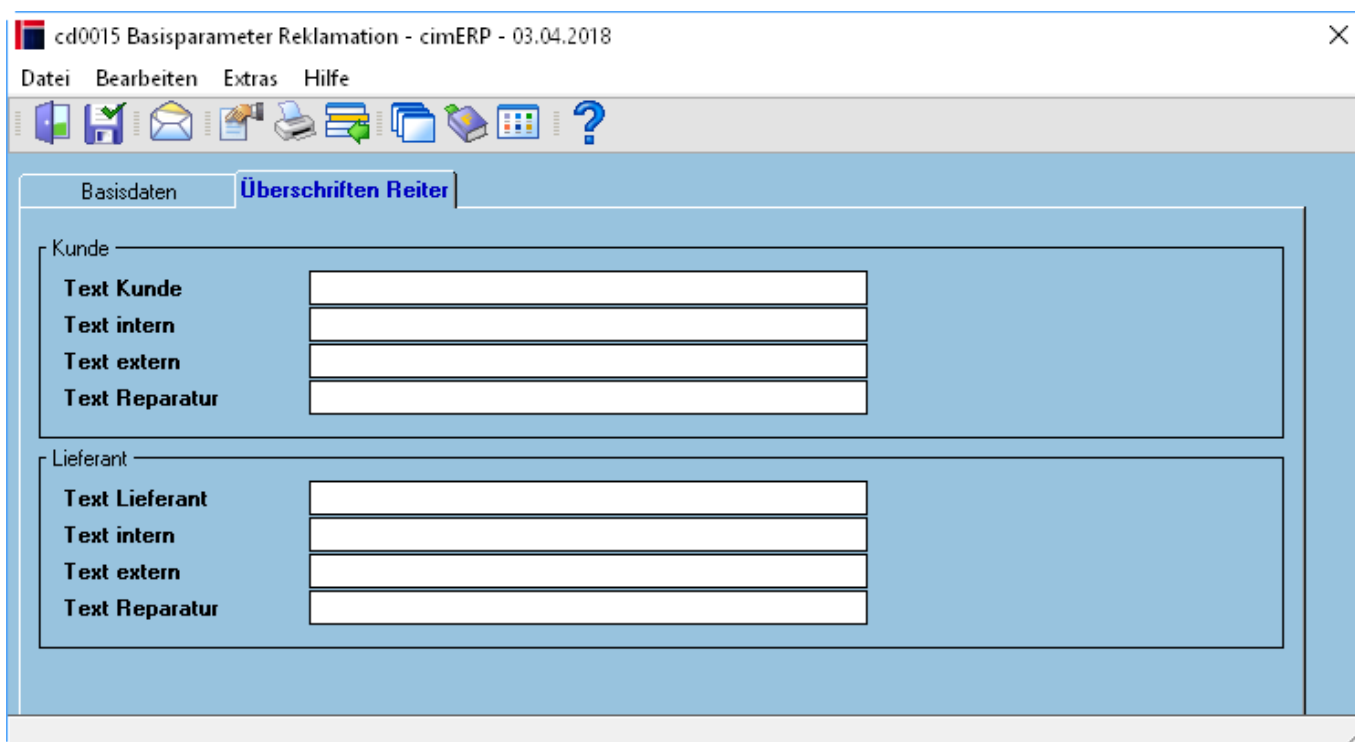 cd0015 Basisparameter Reklamation - cimERP - 03.04.2018
Datei Bearbeiten Extras Hilfe
Basisdaten Überschriften Reiter
Kunde
Text Kunde
Text intern
Text extern
Text Reparatur
Lieferant
Text Lieferant
Text intern
Text extern
Text Reparatur